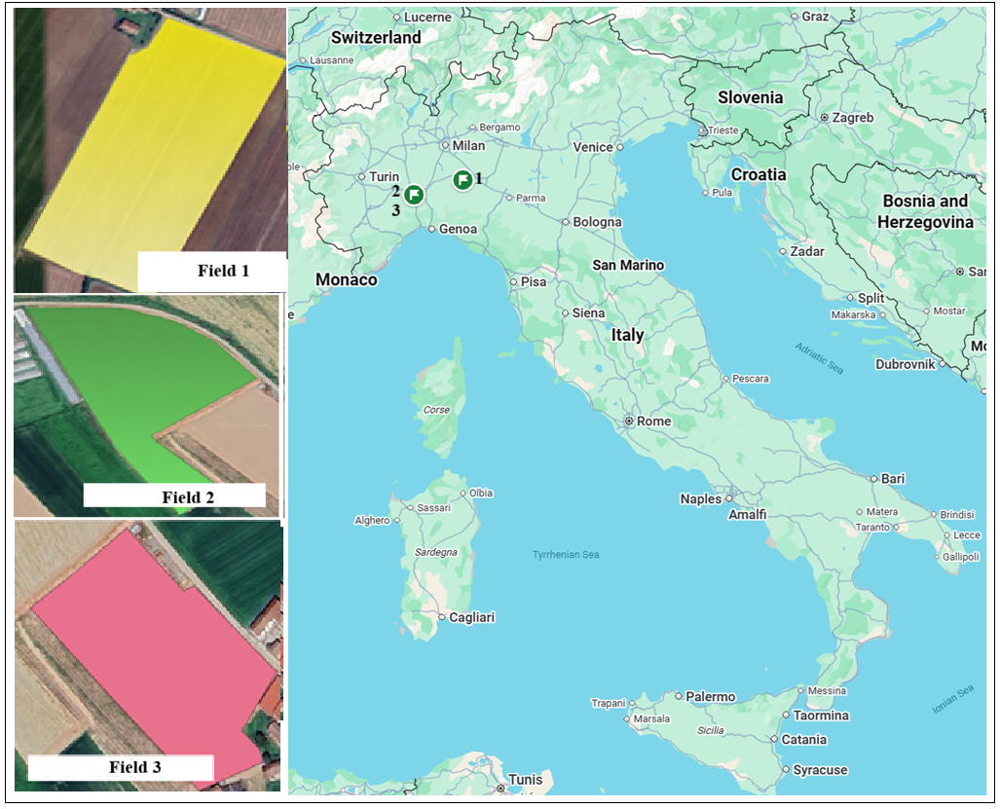 Field 1
Field 2
Field 3
Lucerne
Graz
Switzerland
Lausanne
Slovenia
Bergamo
Zagreb
Milan
Venice
Trieste
Turin
1
Croatia
2
3
Parma
Pula
Bosnia and
Herzegovina
Genoa
Bologna
Zadar
San Marino
Sar
Monaco
Pisa
Split
Siena
Makarska
Mostar
Italy
Mo
Adriatic Sea
Dubrovnik
Pescara
Corse
Rome
Bari
Olbia
Naples
Sassari
Amalfi
Matera
Brindisi
Alghero
Taranto
Lecce
Sardegna
Tyrrhenian Sea
Gallipoli
Cagliari
Messina
Palermo
Ionian Sea
Trapani
Taormina
Marsala
Sicilia
Catania
Syracuse
Tunis